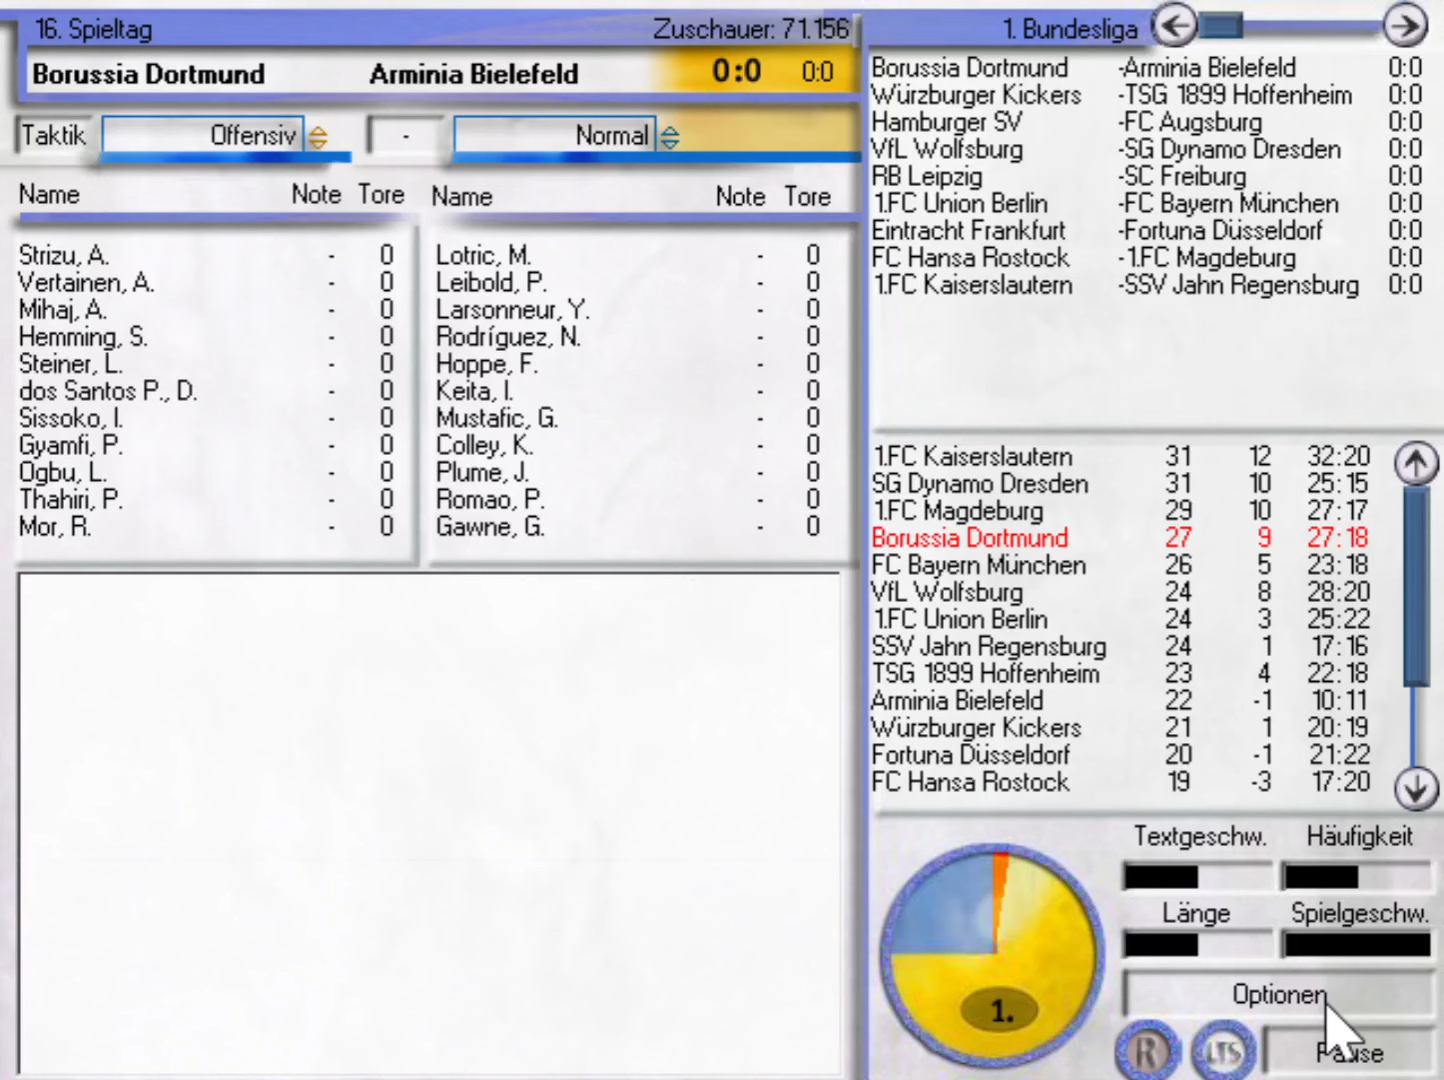 16. Spieltag Zuschauer: 71.156
Borussia Dortmund Arminia Bielefeld 0:0 0:0
Taktik Offensiv - Normal
Name Note Tore Name Note Tore
Strizu, A. - 0 Lotric, M. - 0
Vertainen, A. - 0 Leibold, P. - 0
Mihaj, A. - 0 Larsonneur, Y. - 0
Hemming, S. - 0 Rodríguez, N. - 0
Steiner, L. - 0 Hoppe, F. - 0
dos Santos P., D. - 0 Keita, I. - 0
Sissoko, I. - 0 Mustafic, G. - 0
Gyamfi, P. - 0 Colley, K. - 0
Ogbu, L. - 0 Plume, J. - 0
Thahiri, P. - 0 Romao, P. - 0
Mor, R. - 0 Gawne, G. - 0
1. Bundesliga
Borussia Dortmund -Arminia Bielefeld 0:0
Würzburger Kickers -TSG 1899 Hoffenheim 0:0
Hamburger SV -FC Augsburg 0:0
VfL Wolfsburg -SG Dynamo Dresden 0:0
RB Leipzig -SC Freiburg 0:0
1.FC Union Berlin -FC Bayern München 0:0
Eintracht Frankfurt -Fortuna Düsseldorf 0:0
FC Hansa Rostock -1.FC Magdeburg 0:0
1.FC Kaiserslautern -SSV Jahn Regensburg 0:0
1.FC Kaiserslautern 31 12 32:20
SG Dynamo Dresden 31 10 25:15
1.FC Magdeburg 29 10 27:17
Borussia Dortmund 27 9 27:18
FC Bayern München 26 5 23:18
VfL Wolfsburg 24 8 28:20
1.FC Union Berlin 24 3 25:22
SSV Jahn Regensburg 24 1 17:16
TSG 1899 Hoffenheim 23 4 22:18
Arminia Bielefeld 22 -1 10:11
Würzburger Kickers 21 1 20:19
Fortuna Düsseldorf 20 -1 21:22
FC Hansa Rostock 19 -3 17:20
Textgeschw. Häufigkeit
Länge Spielgeschw.
1.
Optionen
R LTS Pause